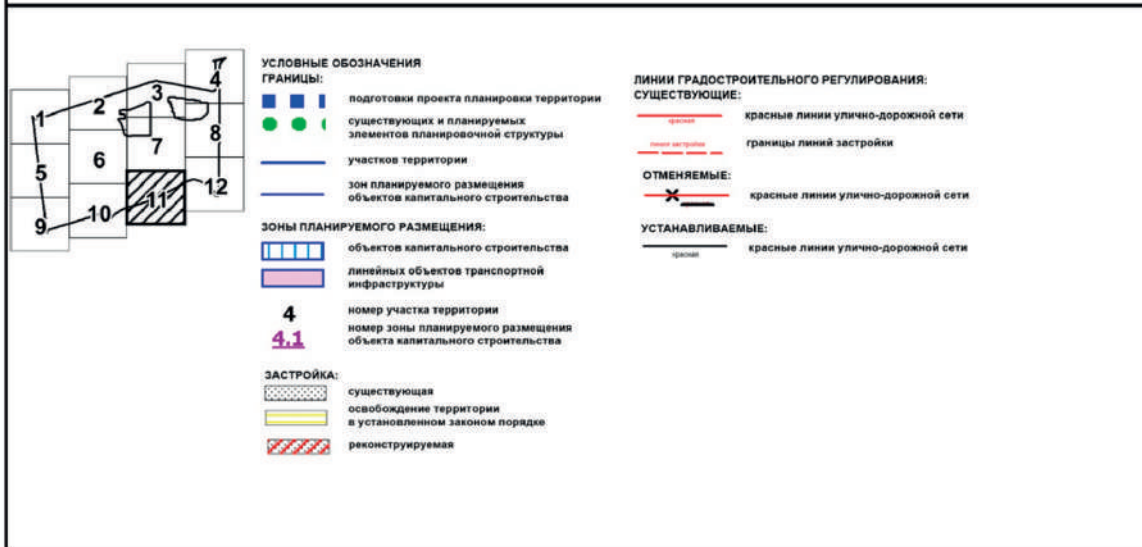 1
2
3
4
5
6
7
8
9
10
11
12
УСЛОВНЫЕ ОБОЗНАЧЕНИЯ
ГРАНИЦЫ:
подготовки проекта планировки территории
существующих и планируемых
элементов планировочной структуры
участков территории
зон планируемого размещения
объектов капитального строительства
ЗОНЫ ПЛАНИРУЕМОГО РАЗМЕЩЕНИЯ:
объектов капитального строительства
линейных объектов транспортной
инфраструктуры
4
номер участка территории
4.1
номер зоны планируемого размещения
объекта капитального строительства
ЗАСТРОЙКА:
существующая
освобождение территории
в установленном законом порядке
реконструируемая
ЛИНИИ ГРАДОСТРОИТЕЛЬНОГО РЕГУЛИРОВАНИЯ:
СУЩЕСТВУЮЩИЕ:
красная
красные линии улично-дорожной сети
линия застройки
границы линий застройки
ОТМЕНЯЕМЫЕ:
красные линии улично-дорожной сети
УСТАНАВЛИВАЕМЫЕ:
красная
красные линии улично-дорожной сети